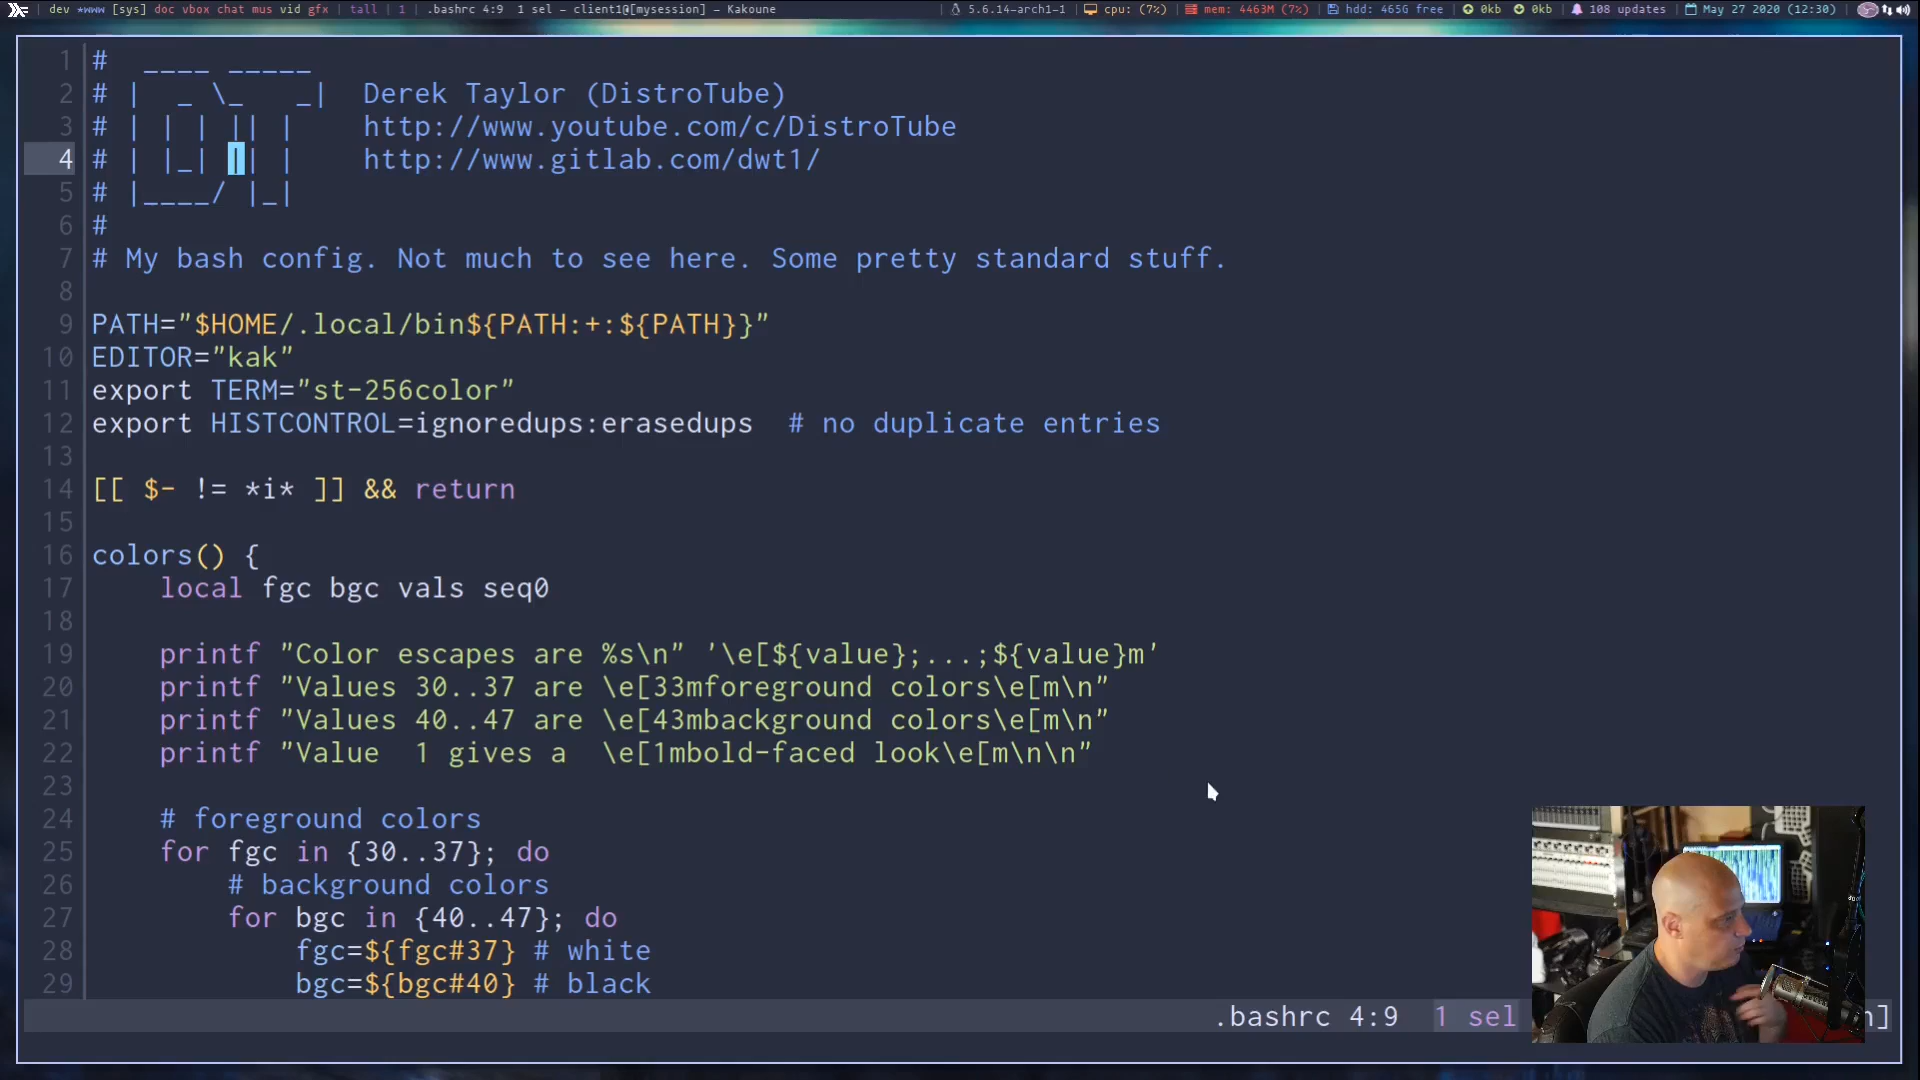 dev *www [sys] doc vbox chat mus vid gfx | tall | 1 | .bashrc 4:9 1 sel - client1@[mysession] - Kakoune | 5.6.14-arch1-1 | cpu: (7%) | mem: 4463M (7%) | hdd: 465G free | 0kb 0kb | 108 updates | May 27 2020 (12:30) |
1 #  ____ _____
2 # |  _ \_   _|  Derek Taylor (DistroTube)
3 # | | | || |    http://www.youtube.com/c/DistroTube
4 # | |_| || |    http://www.gitlab.com/dwt1/
5 # |____/ |_|
6 #
7 # My bash config. Not much to see here. Some pretty standard stuff.
8
9 PATH="$HOME/.local/bin${PATH:+:${PATH}}"
10 EDITOR="kak"
11 export TERM="st-256color"
12 export HISTCONTROL=ignoredups:erasedups  # no duplicate entries
13
14 [[ $- != *i* ]] && return
15
16 colors() {
17     local fgc bgc vals seq0
18
19     printf "Color escapes are %s\n" '\e[${value};...;${value}m'
20     printf "Values 30..37 are \e[33mforeground colors\e[m\n"
21     printf "Values 40..47 are \e[43mbackground colors\e[m\n"
22     printf "Value  1 gives a  \e[1mbold-faced look\e[m\n\n"
23
24     # foreground colors
25     for fgc in {30..37}; do
26         # background colors
27         for bgc in {40..47}; do
28             fgc=${fgc#37} # white
29             bgc=${bgc#40} # black
.bashrc 4:9 1 sel n]